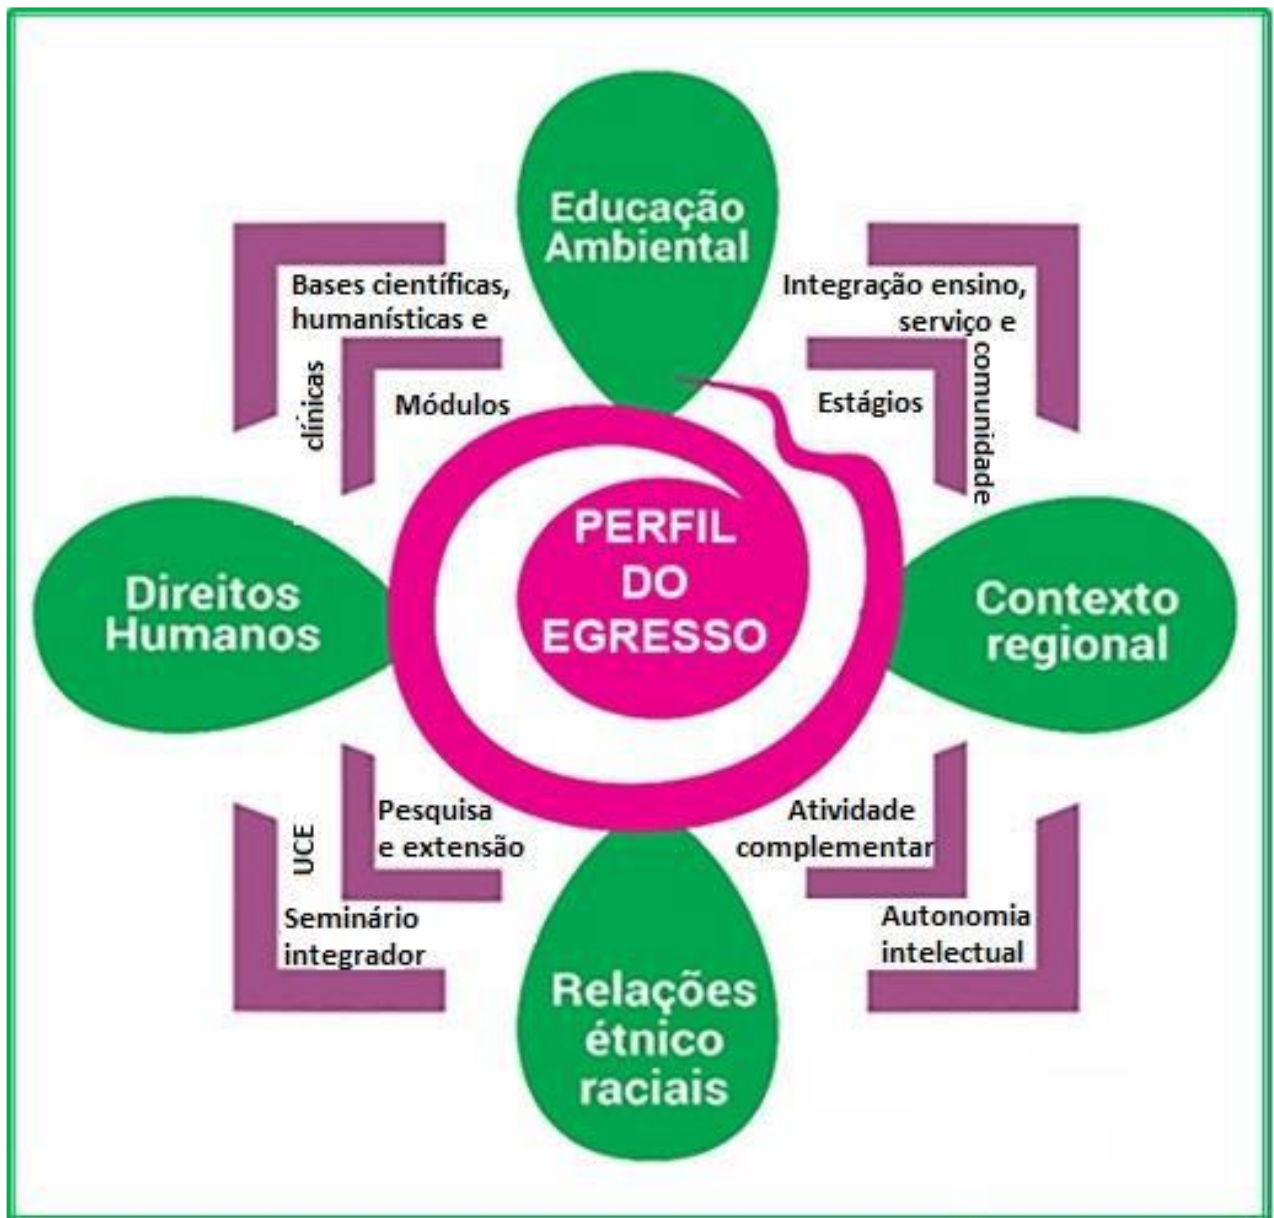 Educação
Ambiental
Bases científicas,
humanísticas e
clínicas
Módulos
Integração ensino,
serviço e
comunidade
Estágios
PERFIL
DO
EGRESSO
Direitos
Humanos
Contexto
regional
UCE
Pesquisa
e extensão
Seminário
integrador
Atividade
complementar
Autonomia
intelectual
Relações
étnico
raciais